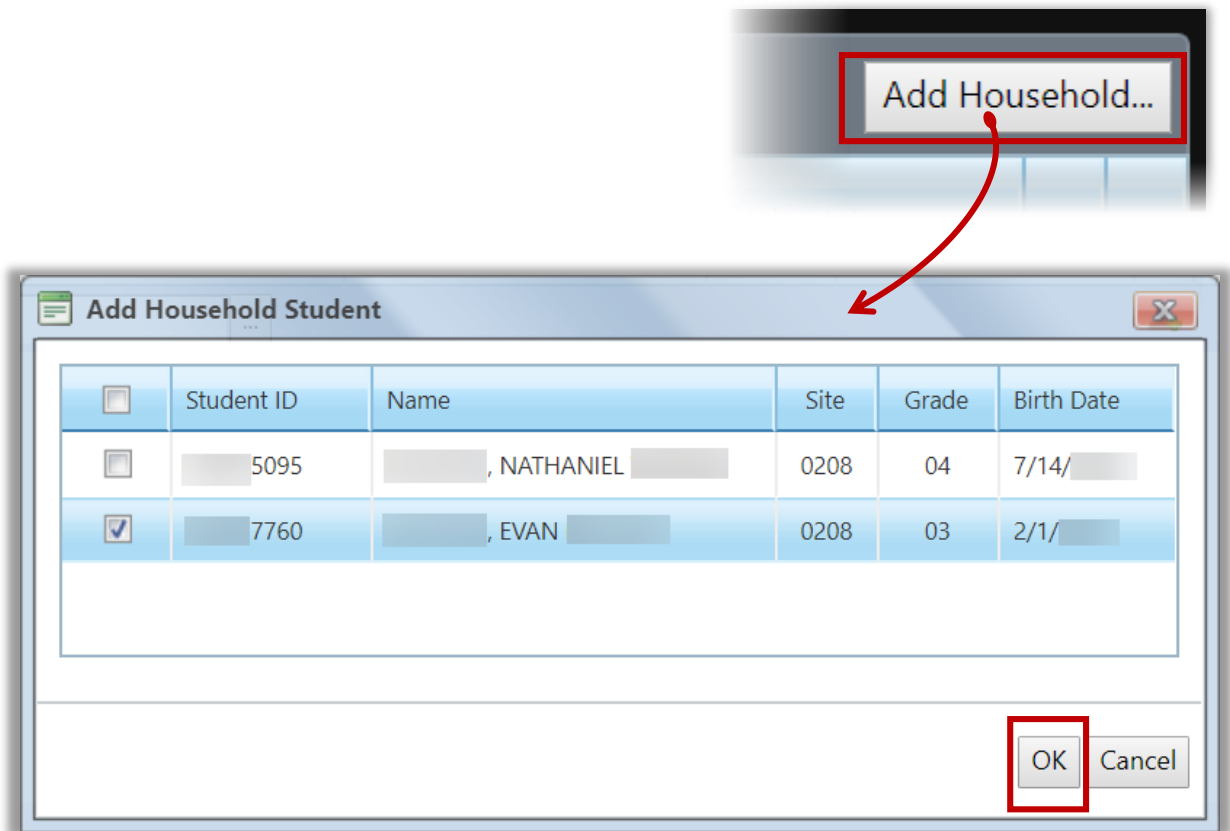 Add Household...
Add Household Student
...
Student ID Name Site Grade Birth Date
5095 , NATHANIEL 0208 04 7/14/
7760 , EVAN 0208 03 2/1/
OK Cancel